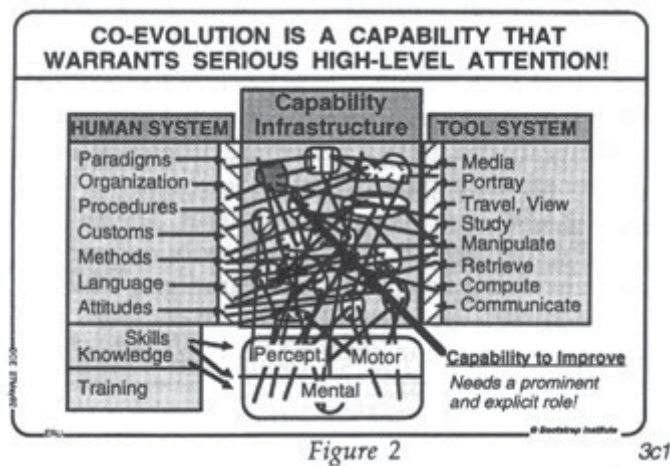 CO-EVOLUTION IS A CAPABILITY THAT
WARRANTS SERIOUS HIGH-LEVEL ATTENTION!
Capability
Infrastructure
HUMAN SYSTEM
TOOL SYSTEM
Paradigms
Organization
Procedures
Customs
Methods
Language
Attitudes
Media
Portray
Travel, View
Study
Manipulate
Retrieve
Compute
Communicate
Skills
Knowledge
Training
Percept.
Motor
Mental
Capability to Improve
Needs a prominent
and explicit role!
© Bootstrap Institute
Figure 2
3c1